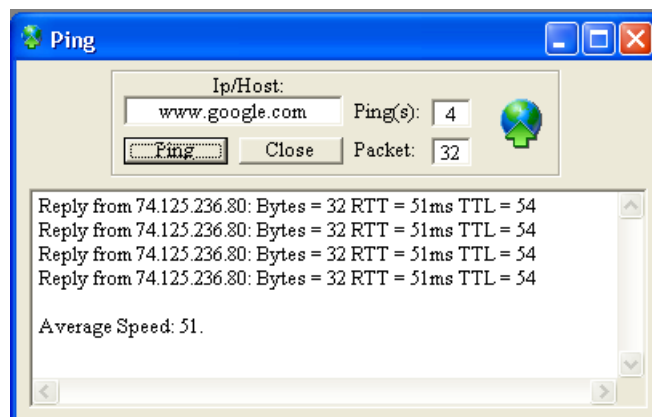 Ping
Ip/Host:
www.google.com Ping(s): 4
Ping Close Packet: 32
Reply from 74.125.236.80: Bytes = 32 RTT = 51ms TTL = 54
Reply from 74.125.236.80: Bytes = 32 RTT = 51ms TTL = 54
Reply from 74.125.236.80: Bytes = 32 RTT = 51ms TTL = 54
Reply from 74.125.236.80: Bytes = 32 RTT = 51ms TTL = 54
Average Speed: 51.